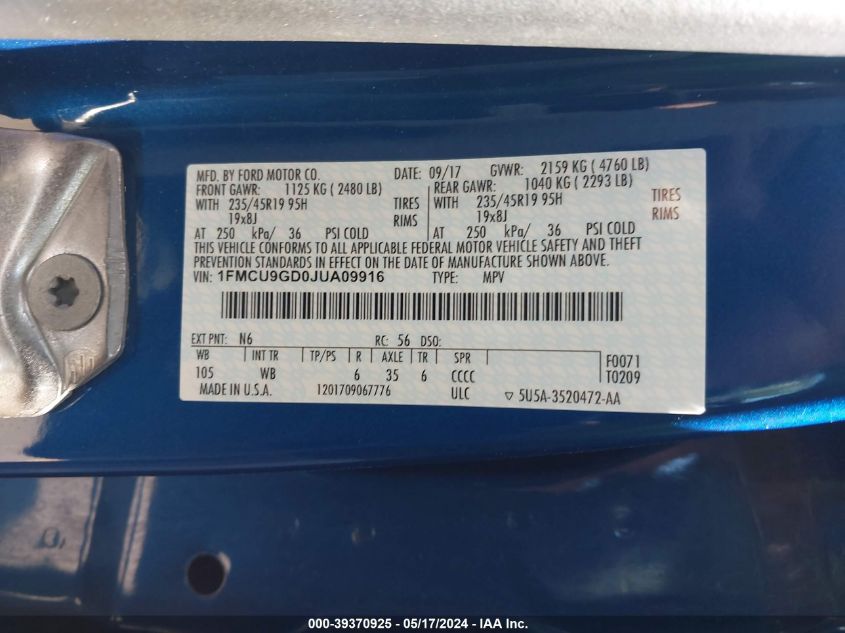 MFD. BY FORD MOTOR CO. DATE: 09/17 GVWR: 2159 KG ( 4760 LB)
FRONT GAWR: 1125 KG ( 2480 LB) REAR GAWR: 1040 KG ( 2293 LB)
WITH 235/45R19 95H TIRES WITH 235/45R19 95H TIRES
19x8J RIMS 19x8J RIMS
AT 250 kPa/ 36 PSI COLD AT 250 kPa/ 36 PSI COLD
THIS VEHICLE CONFORMS TO ALL APPLICABLE FEDERAL MOTOR VEHICLE SAFETY AND THEFT
PREVENTION STANDARDS IN EFFECT ON THE DATE OF MANUFACTURE SHOWN ABOVE.
VIN: 1FMCU9GD0JUA09916 TYPE: MPV
EXT PNT: N6 RC: 56 DSO:
WB INT TR TP/PS R AXLE TR SPR F0071
105 WB 6 35 6 CCCC T0209
MADE IN U.S.A. 1201709067776 ULC ▽ 5U5A-3520472-AA
000-39370925 - 05/17/2024 - IAA Inc.